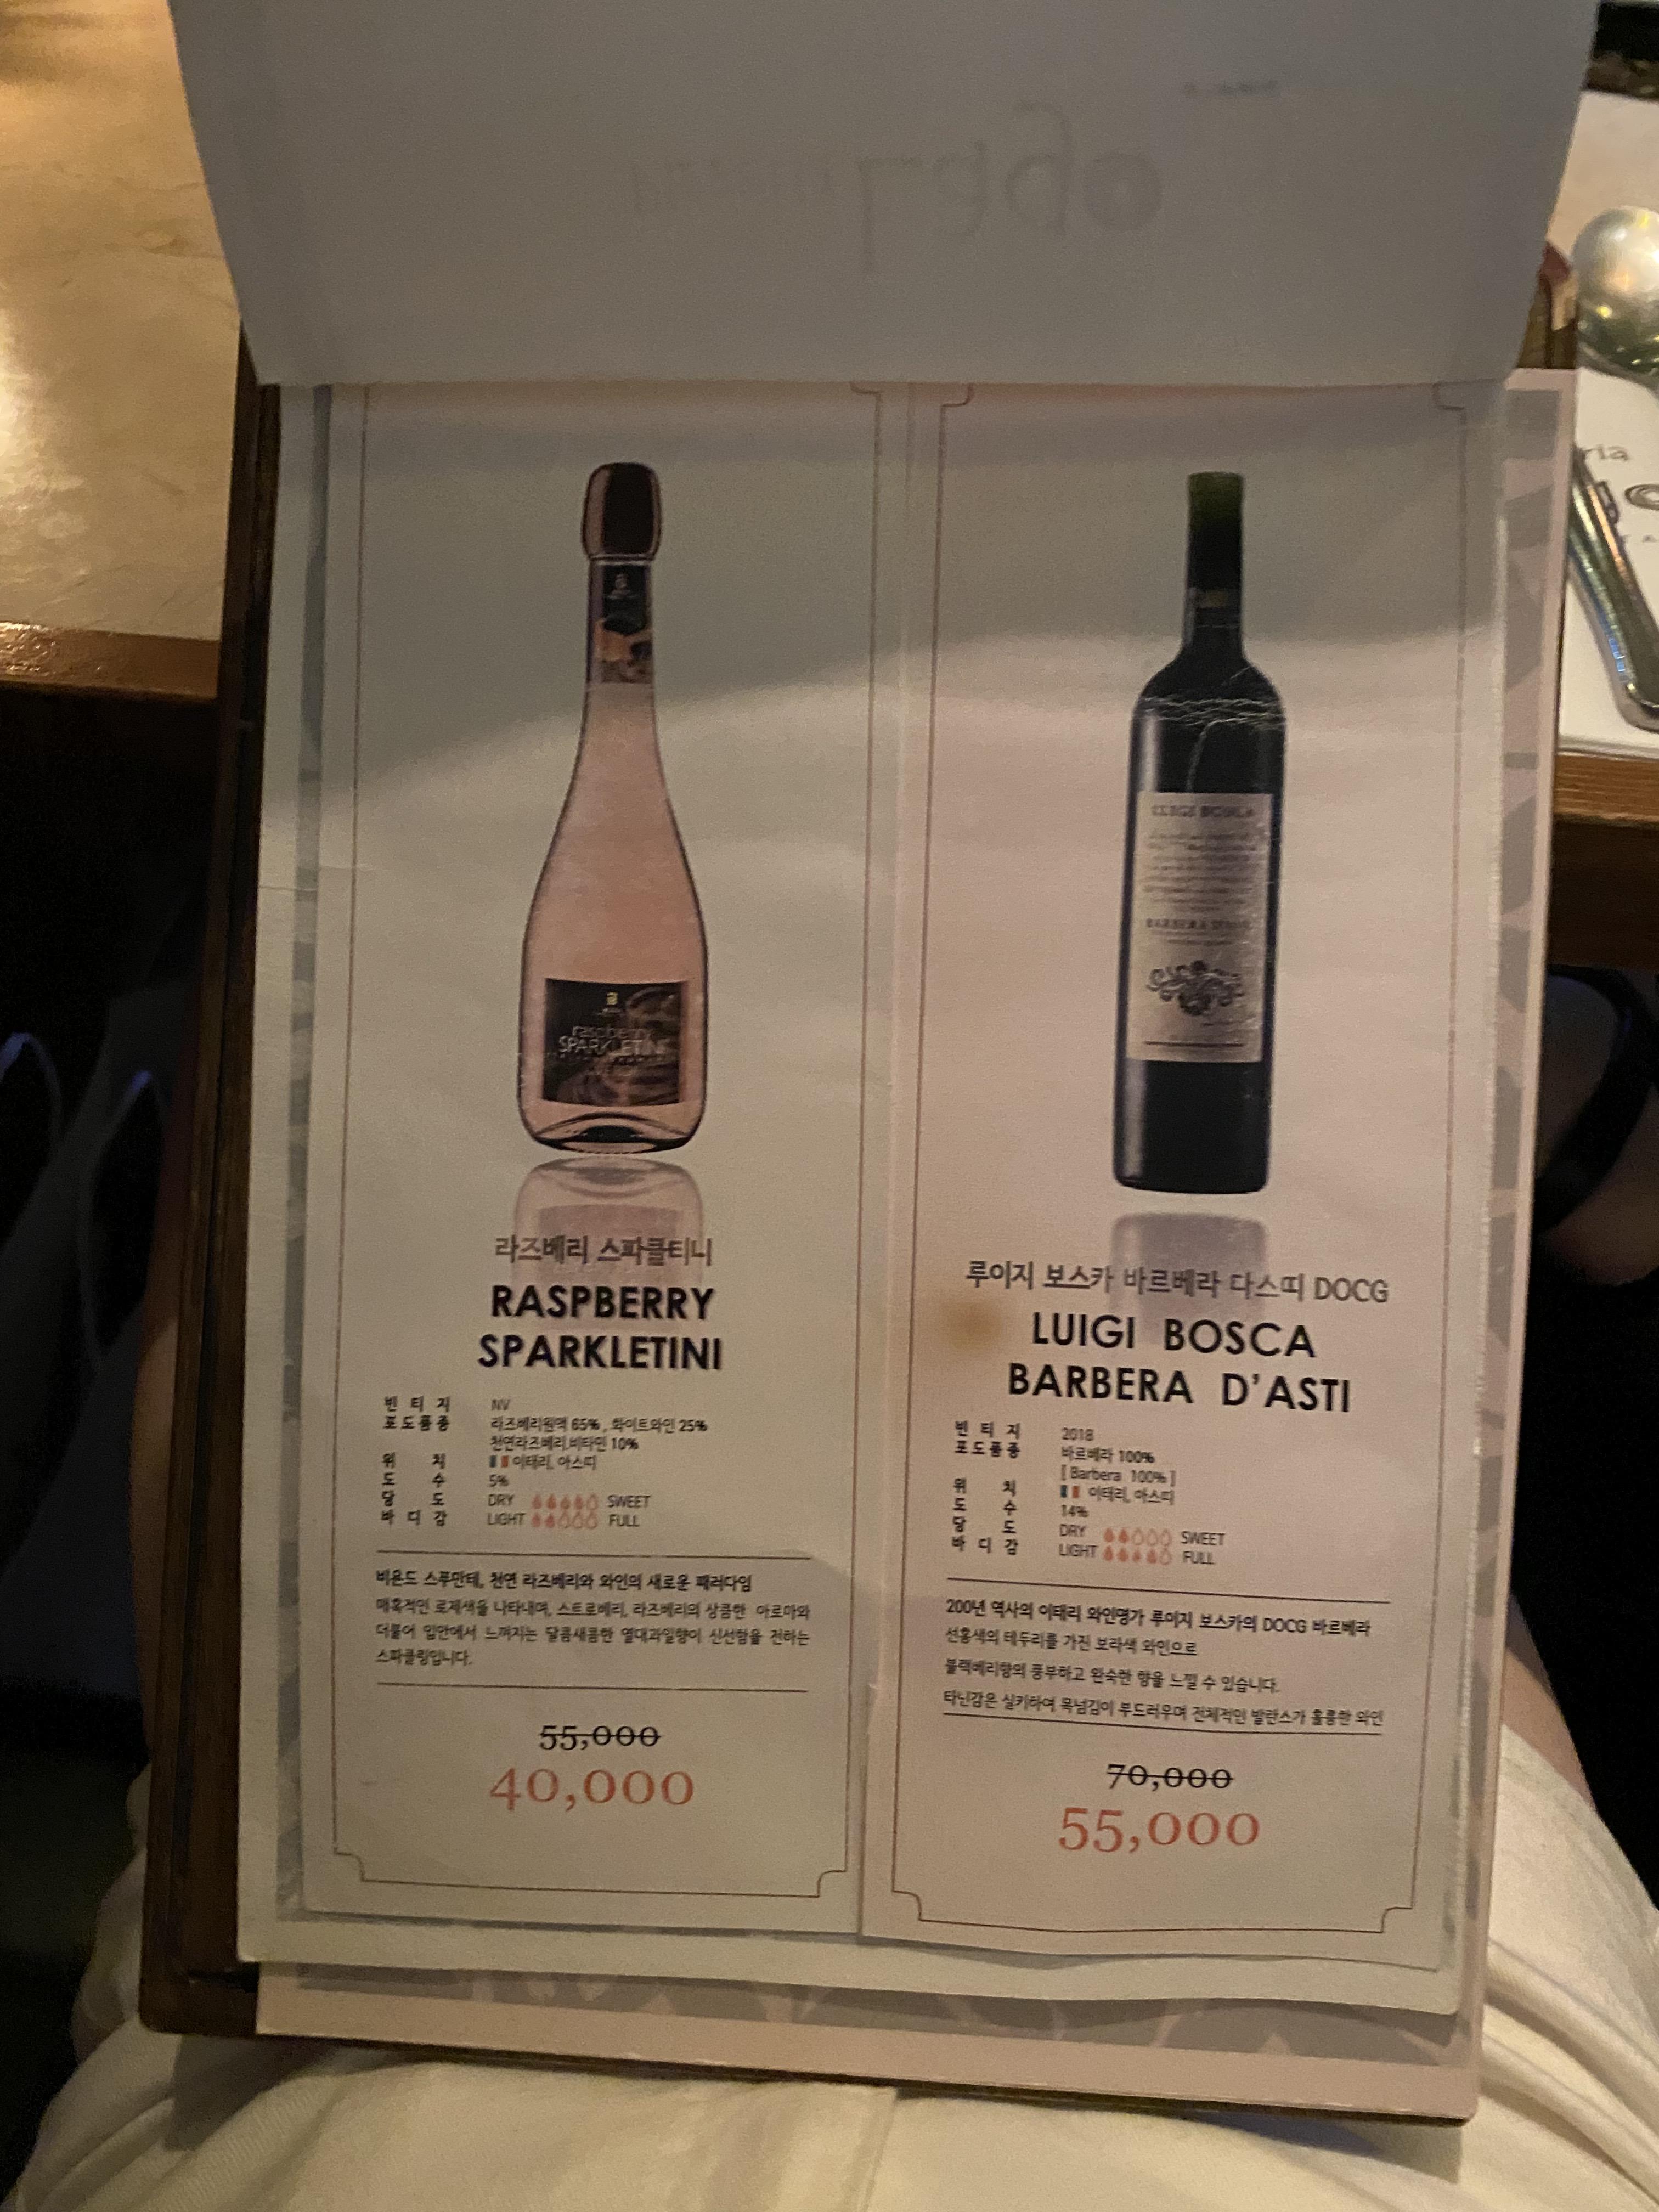 라즈베리 스파클티니
RASPBERRY
SPARKLETINI
빈 티 지 NV
포도품종 라즈베리원액 65% , 화이트와인 25%
천연라즈베리,비타민 10%
위 치 이태리, 아스띠
도 수 5%
당 도 DRY SWEET
바 디 감 LIGHT FULL
비욘드 스푸만테, 천연 라즈베리와 와인의 새로운 패러다임
매혹적인 로제색을 나타내며, 스트로베리, 라즈베리의 상큼한 아로마와
더불어 입안에서 느껴지는 달콤새콤한 열대과일향이 신선함을 전하는
스파클링입니다.
55,000
40,000
raspberry
SPARKLETINI
루이지 보스카 바르베라 다스띠 DOCG
LUIGI BOSCA
BARBERA D'ASTI
빈 티 지 2018
포도품종 바르베라 100%
[ Barbera 100% ]
위 치 이태리, 아스띠
도 수 14%
당 도 DRY SWEET
바 디 감 LIGHT FULL
200년 역사의 이태리 와인명가 루이지 보스카의 DOCG 바르베라
선홍색의 테두리를 가진 보라색 와인으로
블랙베리향의 풍부하고 완숙한 향을 느낄 수 있습니다.
타닌감은 실키하여 목넘김이 부드러우며 전체적인 발란스가 훌륭한 와인
70,000
55,000
LUIGI BOSCA
BARBERA D'ASTI